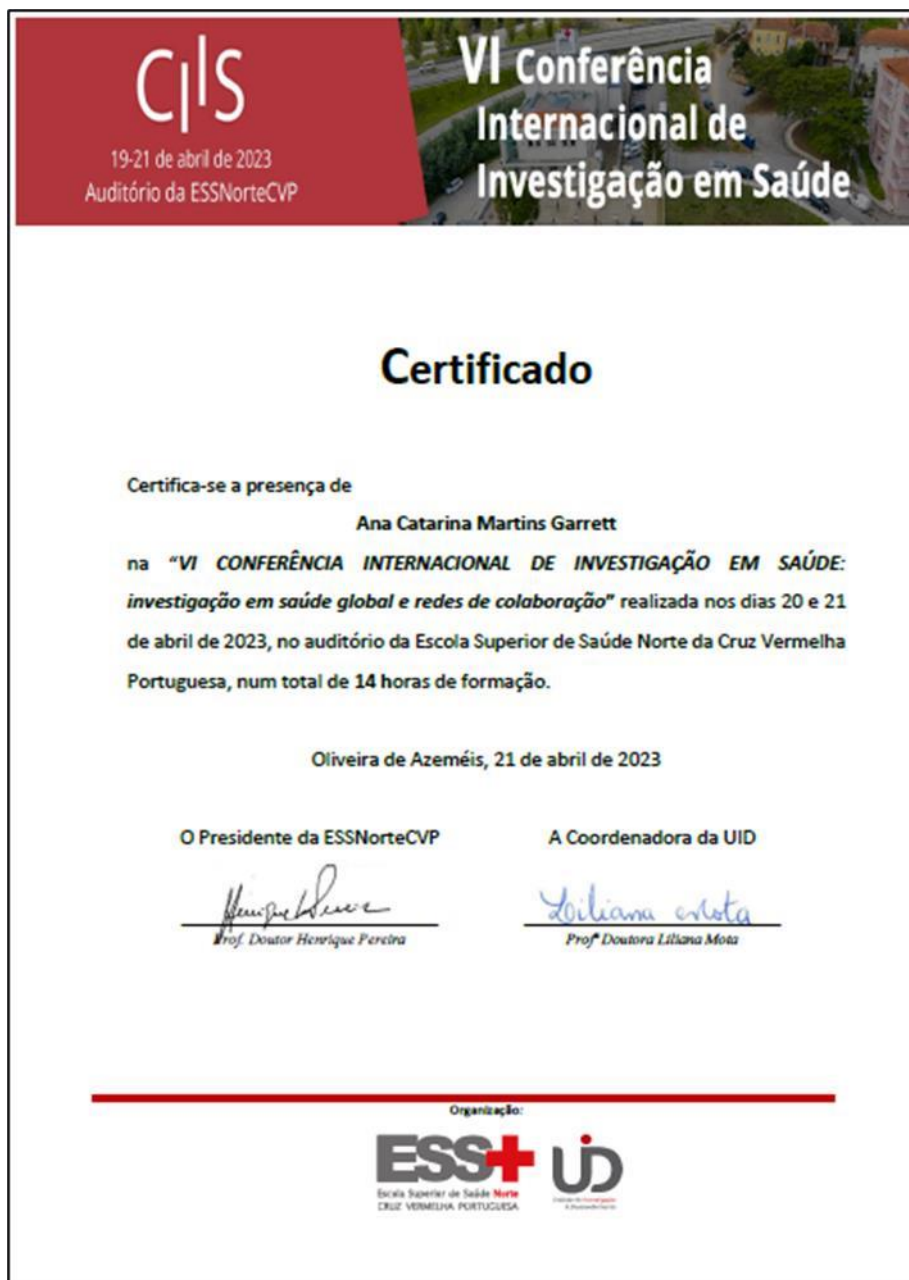 CIIS
19-21 de abril de 2023
Auditório da ESSNorteCVP
VI Conferência
Internacional de
Investigação em Saúde
Certificado
Certifica-se a presença de
Ana Catarina Martins Garrett
na "VI CONFERÊNCIA INTERNACIONAL DE INVESTIGAÇÃO EM SAÚDE:
investigação em saúde global e redes de colaboração" realizada nos dias 20 e 21
de abril de 2023, no auditório da Escola Superior de Saúde Norte da Cruz Vermelha
Portuguesa, num total de 14 horas de formação.
Oliveira de Azeméis, 21 de abril de 2023
O Presidente da ESSNorteCVP
A Coordenadora da UID
Prof. Doutor Henrique Pereira
Liliana Mota
Profª Doutora Liliana Mota
Organização:
ESS
Escola Superior de Saúde Norte
CRUZ VERMELHA PORTUGUESA
UID